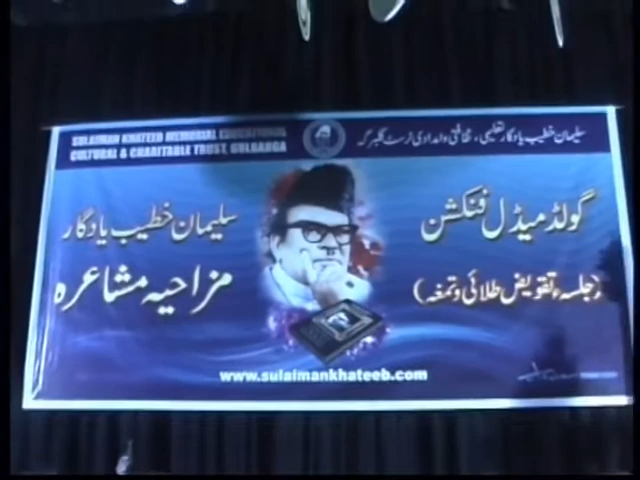 SULAIMAN KHATEEB MEMORIAL EDUCATIONAL
CULTURAL & CHARITABLE TRUST, GULBARGA
سلیمان خطیب یادگار تعلیمی، ثقافتی و امدادی ٹرسٹ گلبرگہ
گولڈ میڈل فنکشن
(جلسہء تفویض طلائی و تمغہ)
سلیمان خطیب یادگار
مزاحیہ مشاعرہ
www.sulaimankhateeb.com